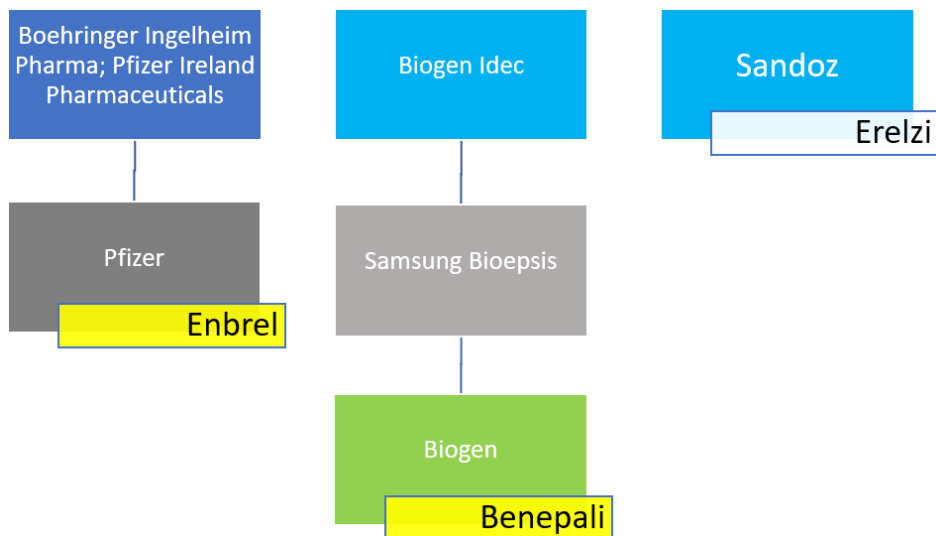 Boehringer Ingelheim
Pharma; Pfizer Ireland
Pharmaceuticals
Pfizer
Enbrel
Biogen Idec
Samsung Bioepsis
Biogen
Benepali
Sandoz
Erelzi